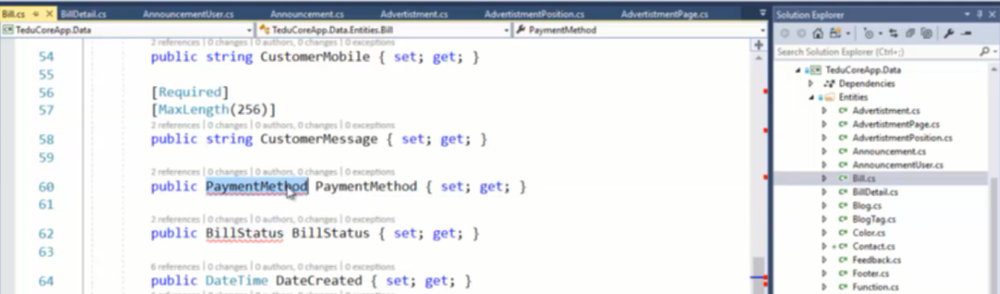 Bill.cs BillDetail.cs AnnouncementUser.cs Announcement.cs Advertistment.cs AdvertistmentPosition.cs AdvertistmentPage.cs
TeduCoreApp.Data TeduCoreApp.Data.Entities.Bill PaymentMethod
2 references | 0 changes | 0 authors, 0 changes | 0 exceptions
54 public string CustomerMobile { set; get; }
55
56 [Required]
57 [MaxLength(256)]
2 references | 0 changes | 0 authors, 0 changes | 0 exceptions
58 public string CustomerMessage { set; get; }
59
2 references | 0 changes | 0 authors, 0 changes | 0 exceptions
60 public PaymentMethod PaymentMethod { set; get; }
61
2 references | 0 changes | 0 authors, 0 changes | 0 exceptions
62 public BillStatus BillStatus { set; get; }
63
6 references | 0 changes | 0 authors, 0 changes | 0 exceptions
64 public DateTime DateCreated { set; get; }
Solution Explorer
Search Solution Explorer (Ctrl+;)
TeduCoreApp.Data
Dependencies
Entities
C# Advertistment.cs
C# AdvertistmentPage.cs
C# AdvertistmentPosition.cs
C# Announcement.cs
C# AnnouncementUser.cs
C# Bill.cs
C# BillDetail.cs
C# Blog.cs
C# BlogTag.cs
C# Color.cs
+ C# Contact.cs
C# Feedback.cs
C# Footer.cs
C# Function.cs